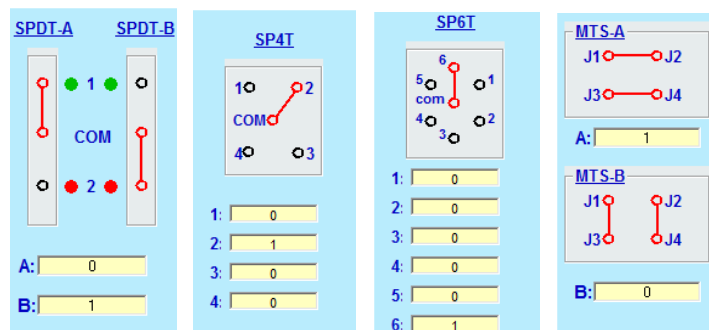 SPDT-A SPDT-B
1
COM
2
A: 0
B: 1
SP4T
1 2
COM
4 3
1: 0
2: 1
3: 0
4: 0
SP6T
6
5 1
com
4 2
3
1: 0
2: 0
3: 0
4: 0
5: 0
6: 1
MTS-A
J1 J2
J3 J4
A: 1
MTS-B
J1 J2
J3 J4
B: 0